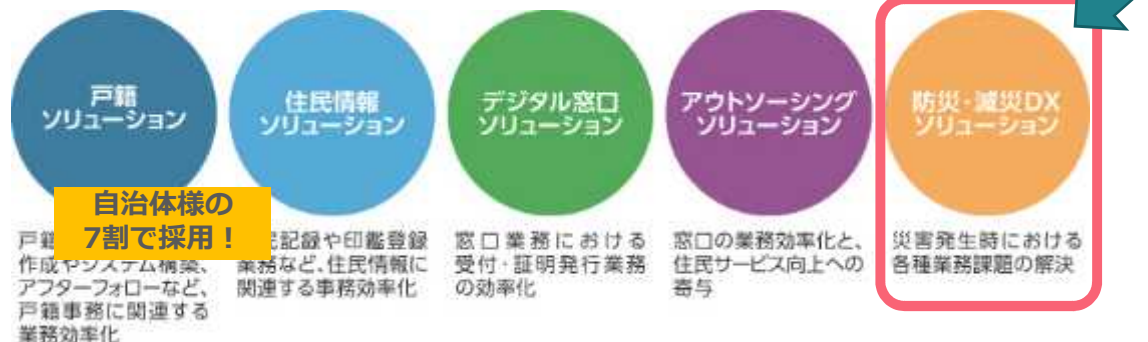 戸籍
ソリューション
住民情報
ソリューション
デジタル窓口
ソリューション
アウトソーシング
ソリューション
防災・減災DX
ソリューション
自治体様の
7割で採用！
戸籍
作成やシステム構築、
アフターフォローなど、
戸籍事務に関連する
業務効率化
記録や印鑑登録
業務など、住民情報に
関連する事務効率化
窓口業務における
受付・証明発行業務
の効率化
窓口の業務効率化と、
住民サービス向上への
寄与
災害発生時における
各種業務課題の解決